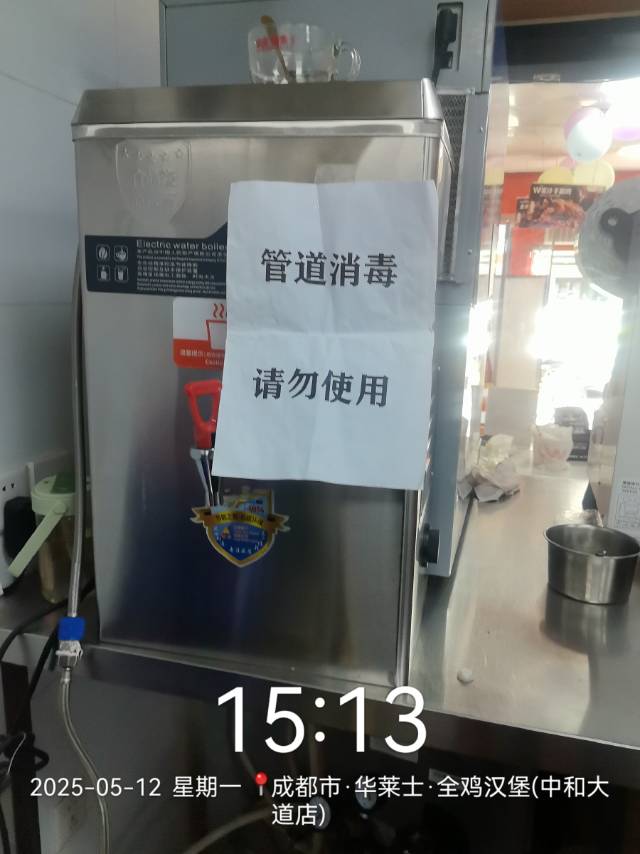 Electric water boiler
管道消毒
请勿使用
15:13
2025-05-12 星期一 成都市·华莱士·全鸡汉堡(中和大
道店)